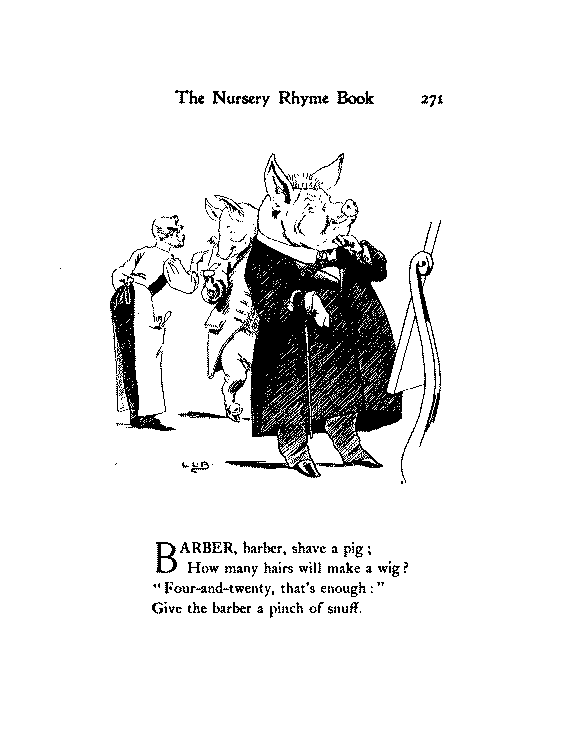 The Nursery Rhyme Book 271
L.L.B.
BARBER, barber, shave a pig;
How many hairs will make a wig?
"Four-and-twenty, that's enough:"
Give the barber a pinch of snuff.